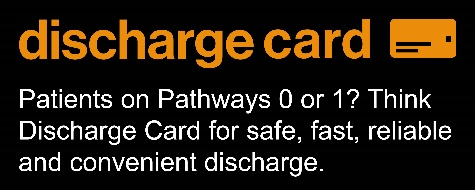 discharge card
Patients on Pathways 0 or 1? Think
Discharge Card for safe, fast, reliable
and convenient discharge.